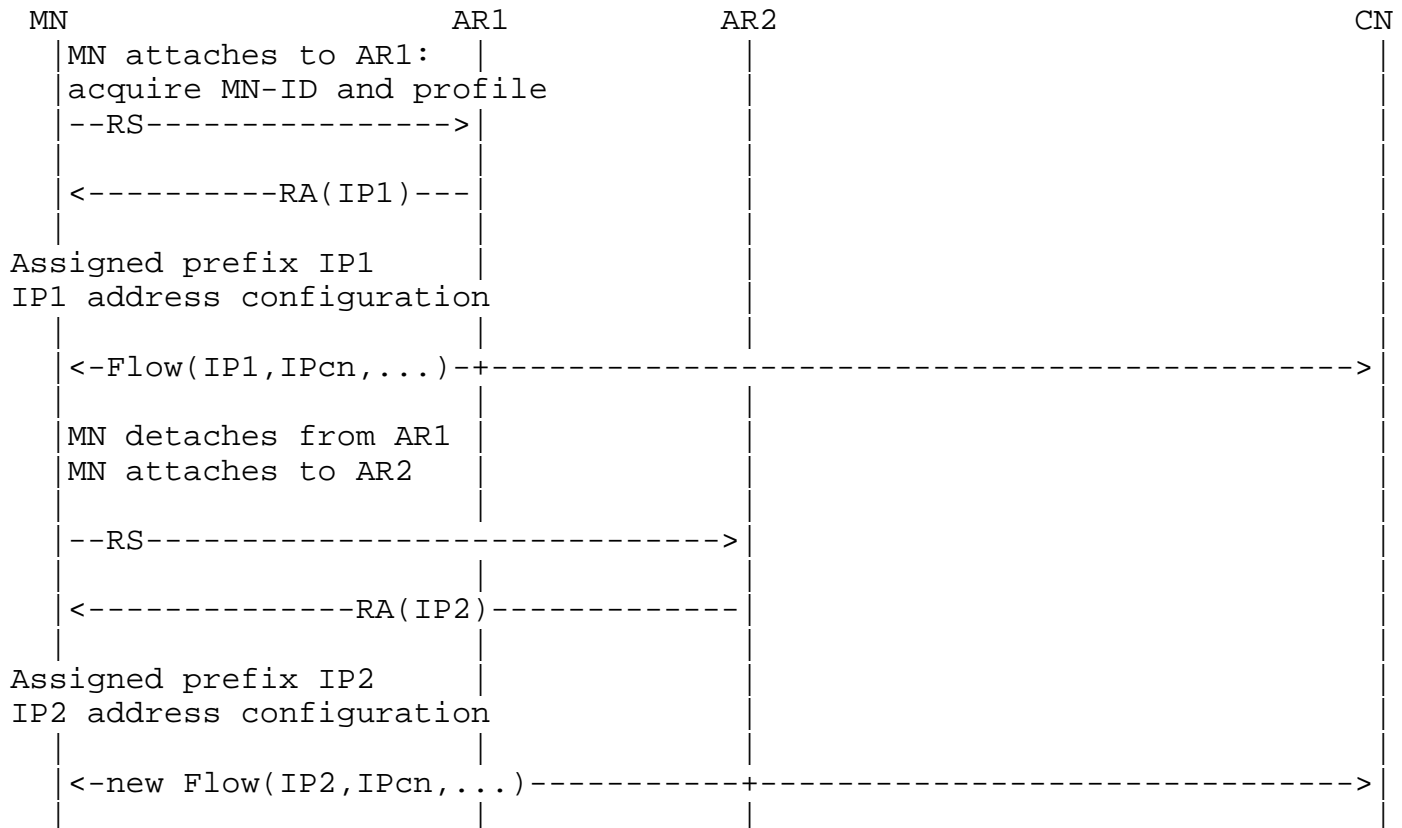 MN AR1 AR2 CN
MN attaches to AR1:
acquire MN-ID and profile
--RS---------------->
<----------RA(IP1)---
Assigned prefix IP1
IP1 address configuration
<-Flow(IP1,IPcn,...)-+--------------------------------------------->
MN detaches from AR1
MN attaches to AR2
--RS------------------------------>
<--------------RA(IP2)-------------
Assigned prefix IP2
IP2 address configuration
<-new Flow(IP2,IPcn,...)-----------+------------------------------->